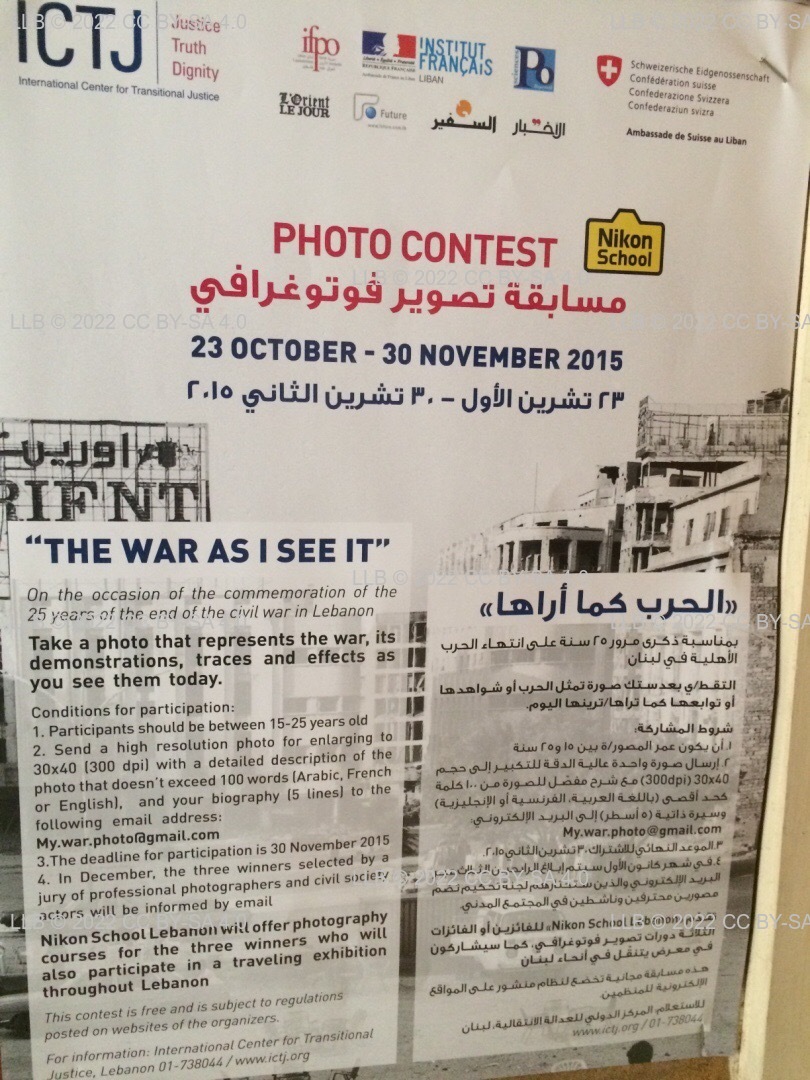 ICTJ
Justice
Truth
Dignity
International Center for Transitional Justice
ifpo
INSTITUT
FRANÇAIS
LIBAN
Po
Schweizerische Eidgenossenschaft
Confédération suisse
Confederazione Svizzera
Confederaziun svizra
Ambassade de Suisse au Liban
L'Orient
LE JOUR
Future
السفير
الأخبار
PHOTO CONTEST
Nikon
School
مسابقة تصوير فوتوغرافي
23 OCTOBER - 30 NOVEMBER 2015
٢٣ تشرين الأول - ٣٠ تشرين الثاني ٢٠١٥
اورين
RIENT
“THE WAR AS I SEE IT”
On the occasion of the commemoration of the
25 years of the end of the civil war in Lebanon
Take a photo that represents the war, its
demonstrations, traces and effects as
you see them today.
Conditions for participation:
1. Participants should be between 15-25 years old
2. Send a high resolution photo for enlarging to
30x40 (300 dpi) with a detailed description of the
photo that doesn't exceed 100 words (Arabic, French
or English), and your biography (5 lines) to the
following email address:
My.war.photo@gmail.com
3.The deadline for participation is 30 November 2015
4. In December, the three winners selected by a
jury of professional photographers and civil society
actors will be informed by email
Nikon School Lebanon will offer photography
courses for the three winners who will
also participate in a traveling exhibition
throughout Lebanon
This contest is free and is subject to regulations
posted on websites of the organizers.
For information: International Center for Transitional
Justice, Lebanon 01-738044 / www.ictj.org
«الحرب كما أراها»
بمناسبة ذكرى مرور ٢٥ سنة على انتهاء الحرب
الأهلية في لبنان
التقط/ي بعدستك صورة تمثل الحرب أو شواهدها
أو توابعها كما تراها/ترينها اليوم.
شروط المشاركة:
١. أن يكون عمر المصور/ة بين ١٥ و٢٥ سنة
٢. إرسال صورة واحدة عالية الدقة للتكبير إلى حجم
30x40 (300dpi) مع شرح مفصّل للصورة من ١٠٠ كلمة
كحد أقصى (باللغة العربية، الفرنسية أو الإنجليزية)
وسيرة ذاتية (٥ أسطر) إلى البريد الإلكتروني:
My.war.photo@gmail.com
٣. الموعد النهائي للاشتراك: ٣٠ تشرين الثاني ٢٠١٥
٤. في شهر كانون الأول سيتم إبلاغ الرابحين الثلاث عبر
البريد الإلكتروني والذين ستختارهم لجنة تحكيم تضم
مصورين محترفين وناشطين في المجتمع المدني.
تقدم «Nikon School Lebanon» للفائزين أو الفائزات
الثلاثة دورات تصوير فوتوغرافي، كما سيشاركون
في معرض يتنقل في أنحاء لبنان
هذه مسابقة مجانية تخضع لنظام منشور على المواقع
الإلكترونية للمنظمين.
للاستعلام: المركز الدولي للعدالة الانتقالية، لبنان
www.ictj.org / 01-738044
LLB © 2022 CC BY-SA 4.0